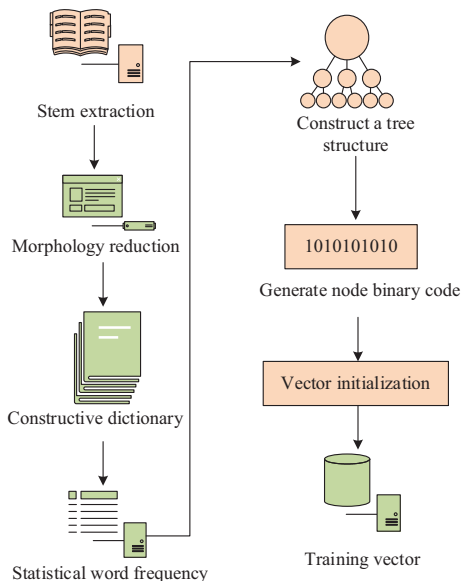 Stem extraction
Morphology reduction
Constructive dictionary
Statistical word frequency
Construct a tree
structure
1010101010
Generate node binary code
Vector initialization
Training vector